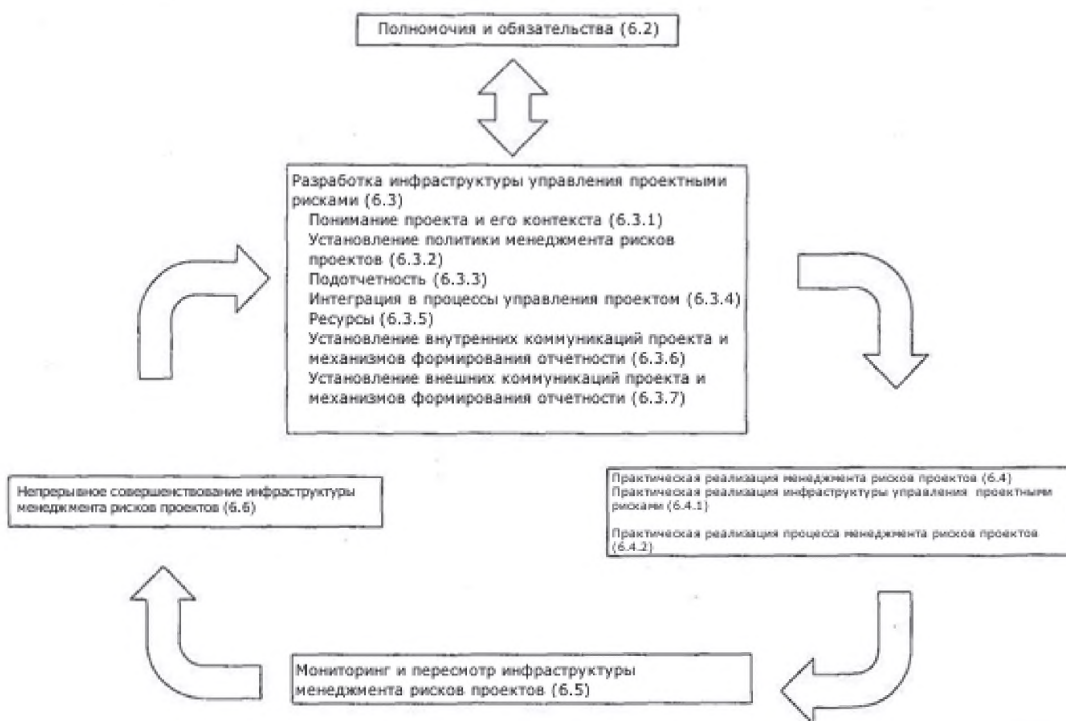 Полномочия и обязательства (6.2)
Разработка инфраструктуры управления проектными
рисками (6.3)
Понимание проекта и его контекста (6.3.1)
Установление политики менеджмента рисков
проектов (6.3.2)
Подотчетность (6.3.3)
Интеграция в процессы управления проектом (6.3.4)
Ресурсы (6.3.5)
Установление внутренних коммуникаций проекта и
механизмов формирования отчетности (6.3.6)
Установление внешних коммуникаций проекта и
механизмов формирования отчетности (6.3.7)
Практическая реализация менеджмента рисков проектов (6.4)
Практическая реализация инфраструктуры управления проектными
рисками (6.4.1)
Практическая реализация процесса менеджмента рисков проектов
(6.4.2)
Мониторинг и пересмотр инфраструктуры
менеджмента рисков проектов (6.5)
Непрерывное совершенствование инфраструктуры
менеджмента рисков проектов (6.6)